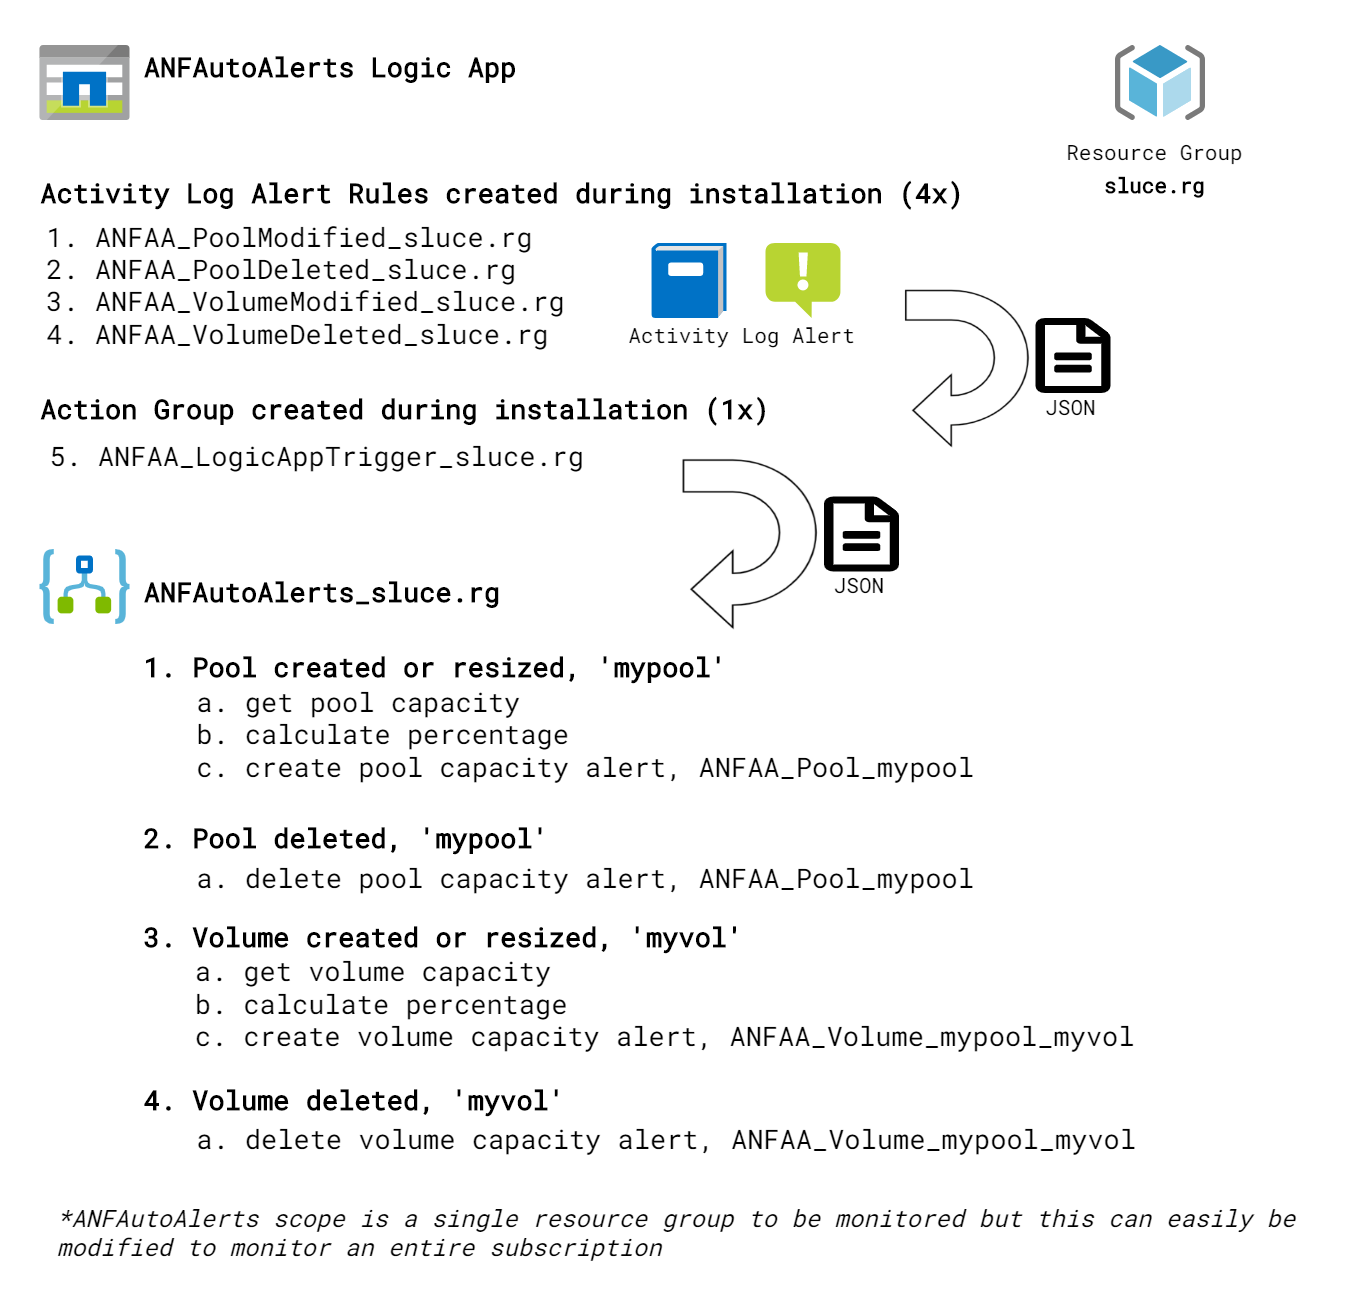 ANFAutoAlerts Logic App
Resource Group
sluce.rg
Activity Log Alert Rules created during installation (4x)
1. ANFAA_PoolModified_sluce.rg
2. ANFAA_PoolDeleted_sluce.rg
3. ANFAA_VolumeModified_sluce.rg
4. ANFAA_VolumeDeleted_sluce.rg
Activity Log Alert
JSON
Action Group created during installation (1x)
5. ANFAA_LogicAppTrigger_sluce.rg
JSON
ANFAutoAlerts_sluce.rg
1. Pool created or resized, 'mypool'
a. get pool capacity
b. calculate percentage
c. create pool capacity alert, ANFAA_Pool_mypool
2. Pool deleted, 'mypool'
a. delete pool capacity alert, ANFAA_Pool_mypool
3. Volume created or resized, 'myvol'
a. get volume capacity
b. calculate percentage
c. create volume capacity alert, ANFAA_Volume_mypool_myvol
4. Volume deleted, 'myvol'
a. delete volume capacity alert, ANFAA_Volume_mypool_myvol
*ANFAutoAlerts scope is a single resource group to be monitored but this can easily be
modified to monitor an entire subscription